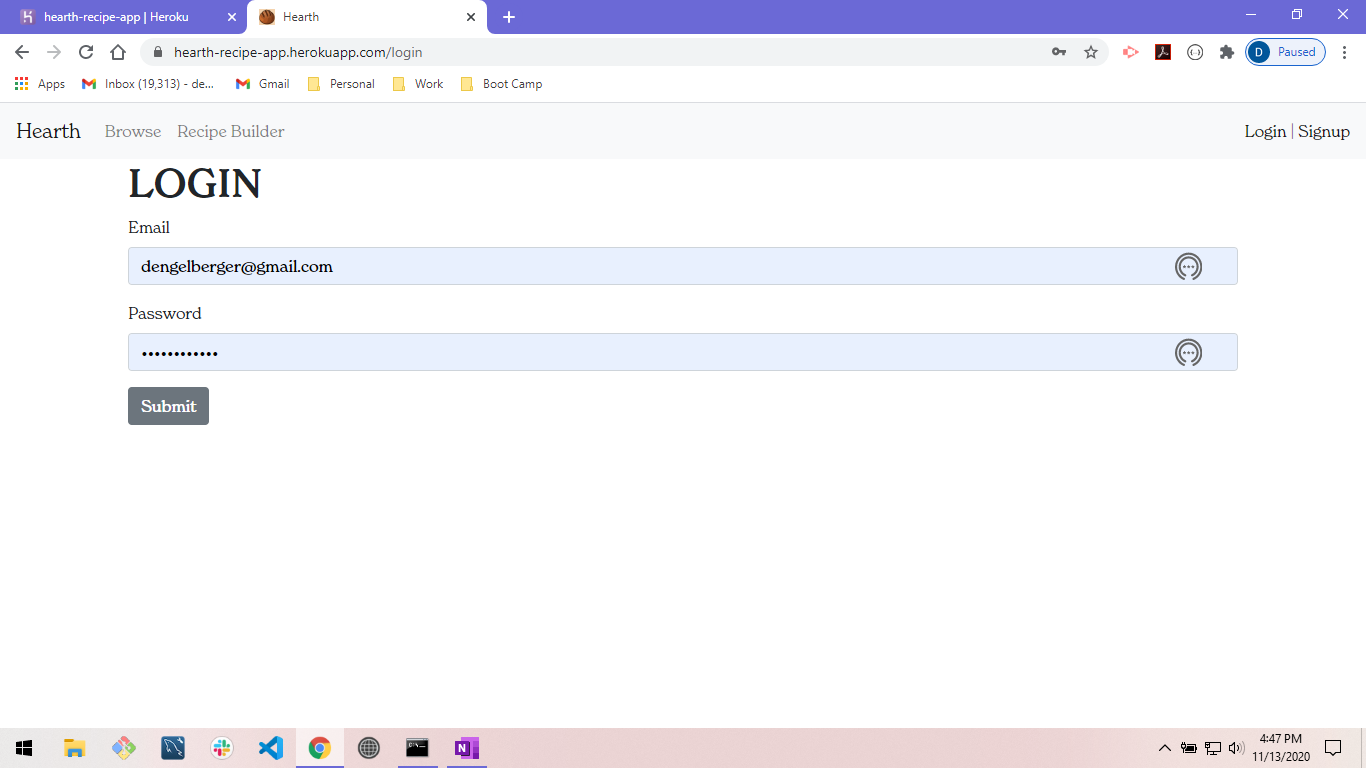 hearth-recipe-app | Heroku
Hearth
hearth-recipe-app.herokuapp.com/login
D Paused
Apps
Inbox (19,313) - de...
Gmail
Personal
Work
Boot Camp
Hearth Browse Recipe Builder
Login | Signup
LOGIN
Email
dengelberger@gmail.com
Password
Submit
4:47 PM
11/13/2020